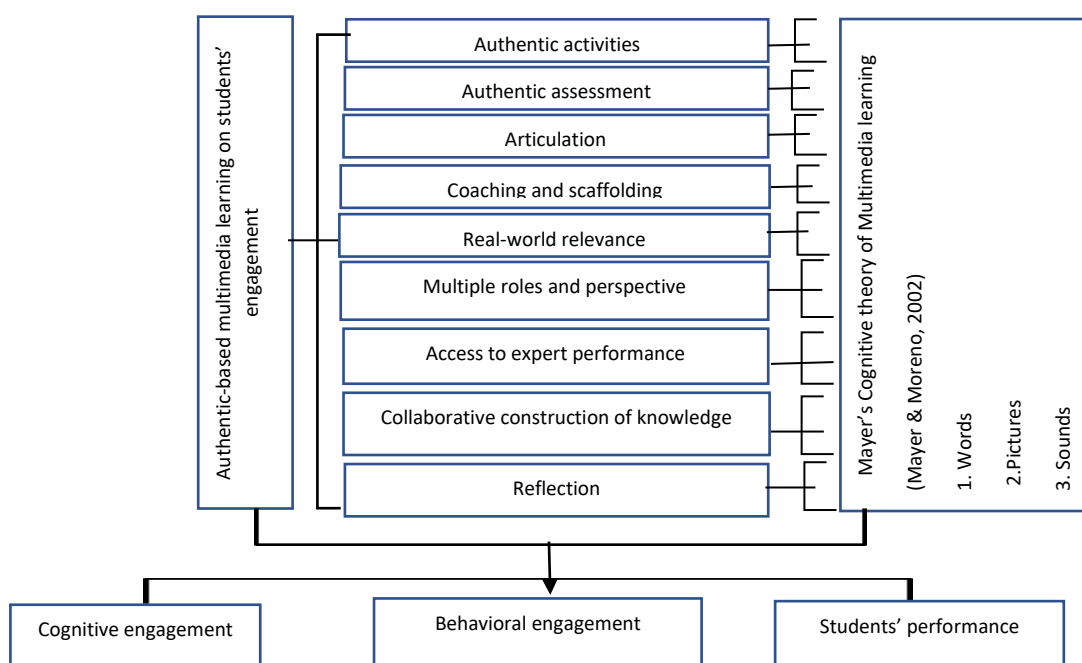 Authentic-based multimedia learning on students'
engagement
Authentic activities
Authentic assessment
Articulation
Coaching and scaffolding
Real-world relevance
Multiple roles and perspective
Access to expert performance
Collaborative construction of knowledge
Reflection
Mayer's Cognitive theory of Multimedia learning
(Mayer & Moreno, 2002)
1. Words
2.Pictures
3. Sounds
Cognitive engagement
Behavioral engagement
Students' performance